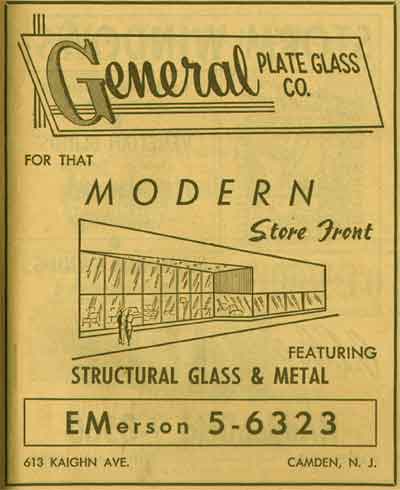 General PLATE GLASS
CO.
FOR THAT
MODERN
Store Front
FEATURING
STRUCTURAL GLASS & METAL
EMerson 5-6323
613 KAIGHN AVE. CAMDEN, N. J.